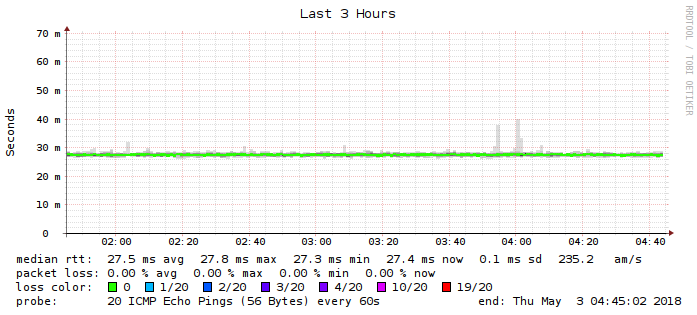 Last 3 Hours
RRDTOOL / TOBI OETIKER
Seconds
70 m
60 m
50 m
40 m
30 m
20 m
10 m
0
02:00 02:20 02:40 03:00 03:20 03:40 04:00 04:20 04:40
median rtt: 27.5 ms avg 27.8 ms max 27.3 ms min 27.4 ms now 0.1 ms sd 235.2 am/s
packet loss: 0.00 % avg 0.00 % max 0.00 % min 0.00 % now
loss color: 0 1/20 2/20 3/20 4/20 10/20 19/20
probe: 20 ICMP Echo Pings (56 Bytes) every 60s end: Thu May 3 04:45:02 2018